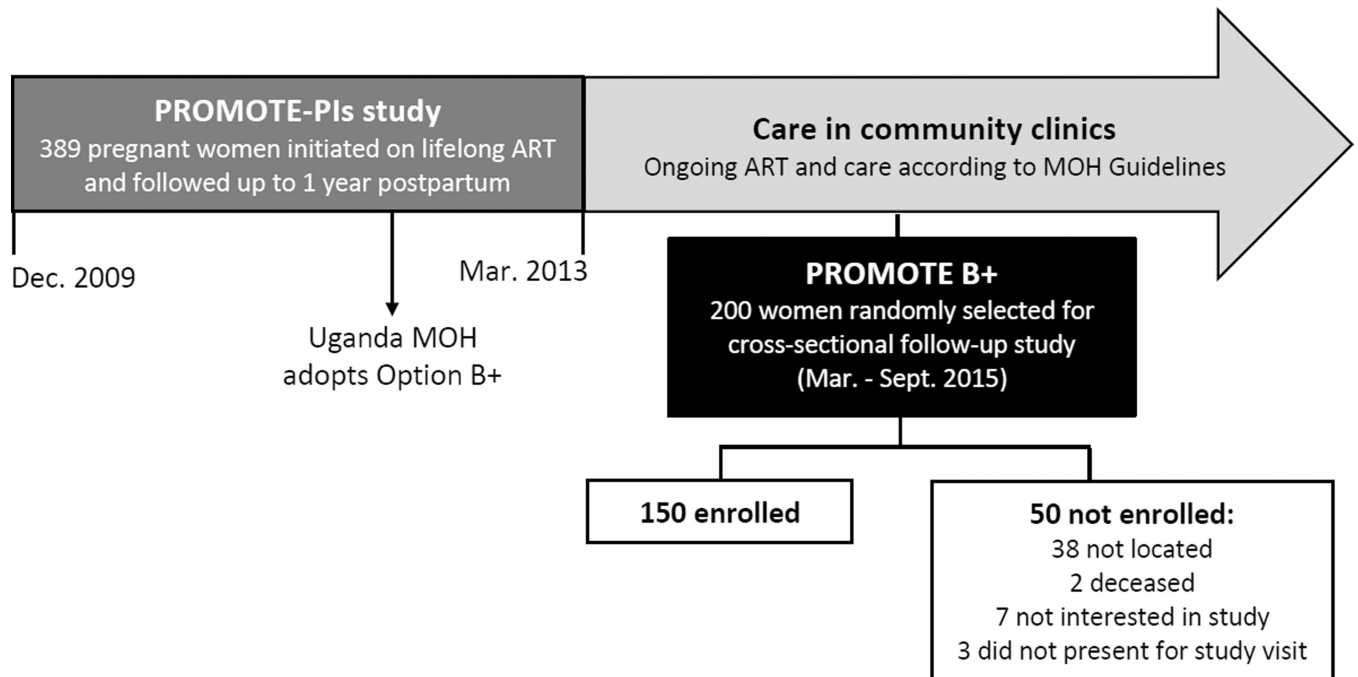 PROMOTE-PIs study
389 pregnant women initiated on lifelong ART
and followed up to 1 year postpartum
Care in community clinics
Ongoing ART and care according to MOH Guidelines
Dec. 2009
Mar. 2013
Uganda MOH
adopts Option B+
PROMOTE B+
200 women randomly selected for
cross-sectional follow-up study
(Mar. - Sept. 2015)
150 enrolled
50 not enrolled:
38 not located
2 deceased
7 not interested in study
3 did not present for study visit